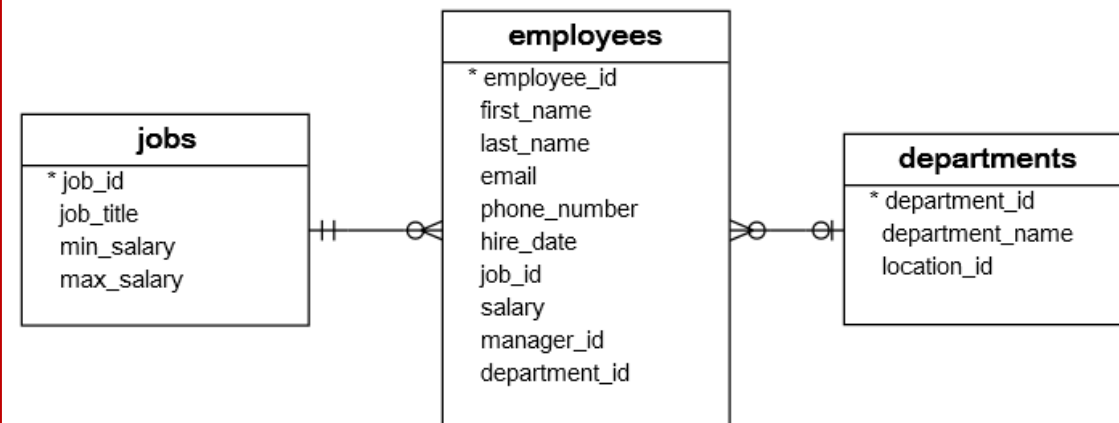 jobs
* job_id
job_title
min_salary
max_salary
employees
* employee_id
first_name
last_name
email
phone_number
hire_date
job_id
salary
manager_id
department_id
departments
* department_id
department_name
location_id